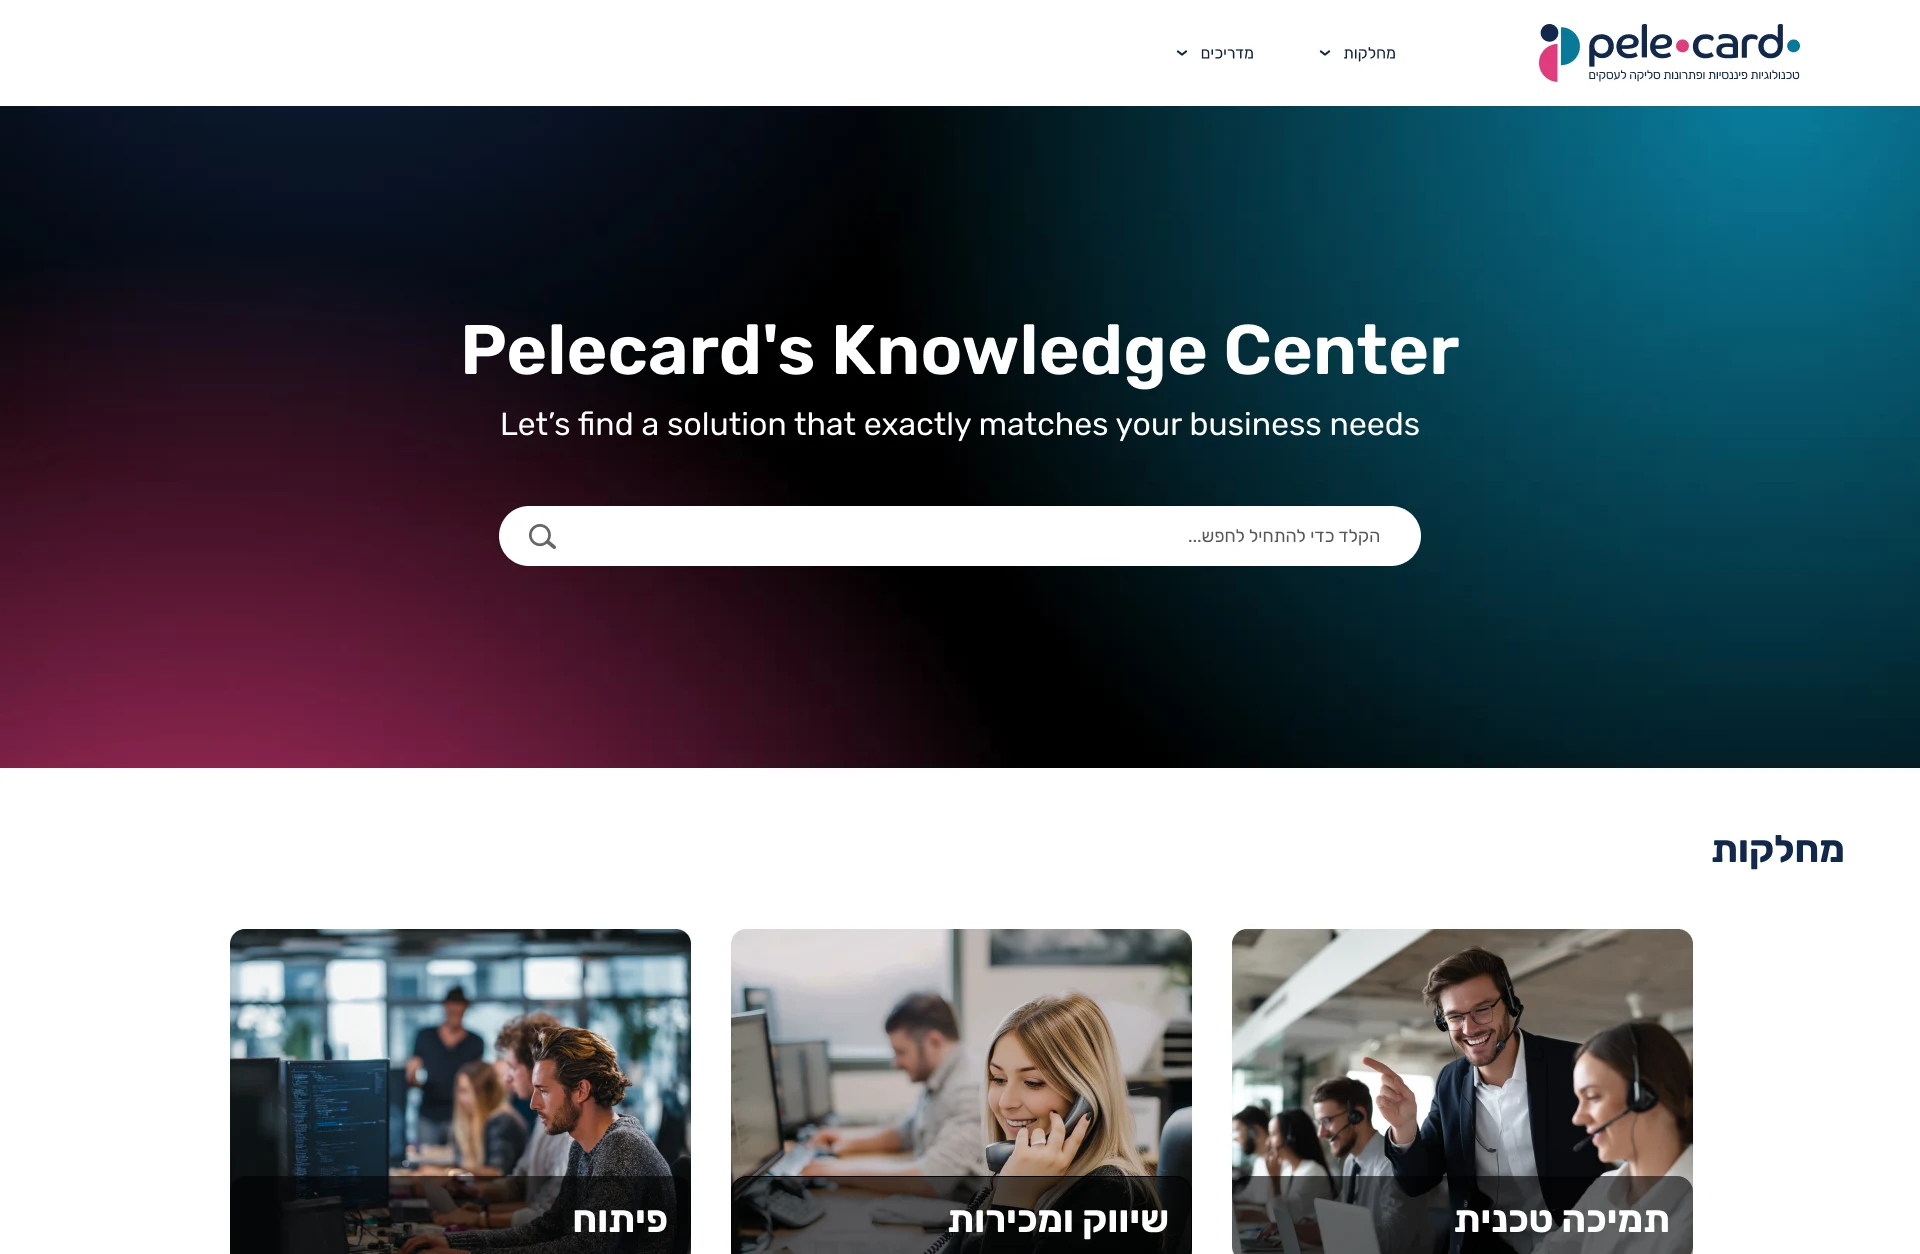 pele card
טכנולוגיות פיננסיות ופתרונות סליקה לעסקים
מחלקות
מדריכים
Pelecard's Knowledge Center
Let’s find a solution that exactly matches your business needs
הקלד כדי להתחיל לחפש...
מחלקות
תמיכה טכנית
שיווק ומכירות
פיתוח